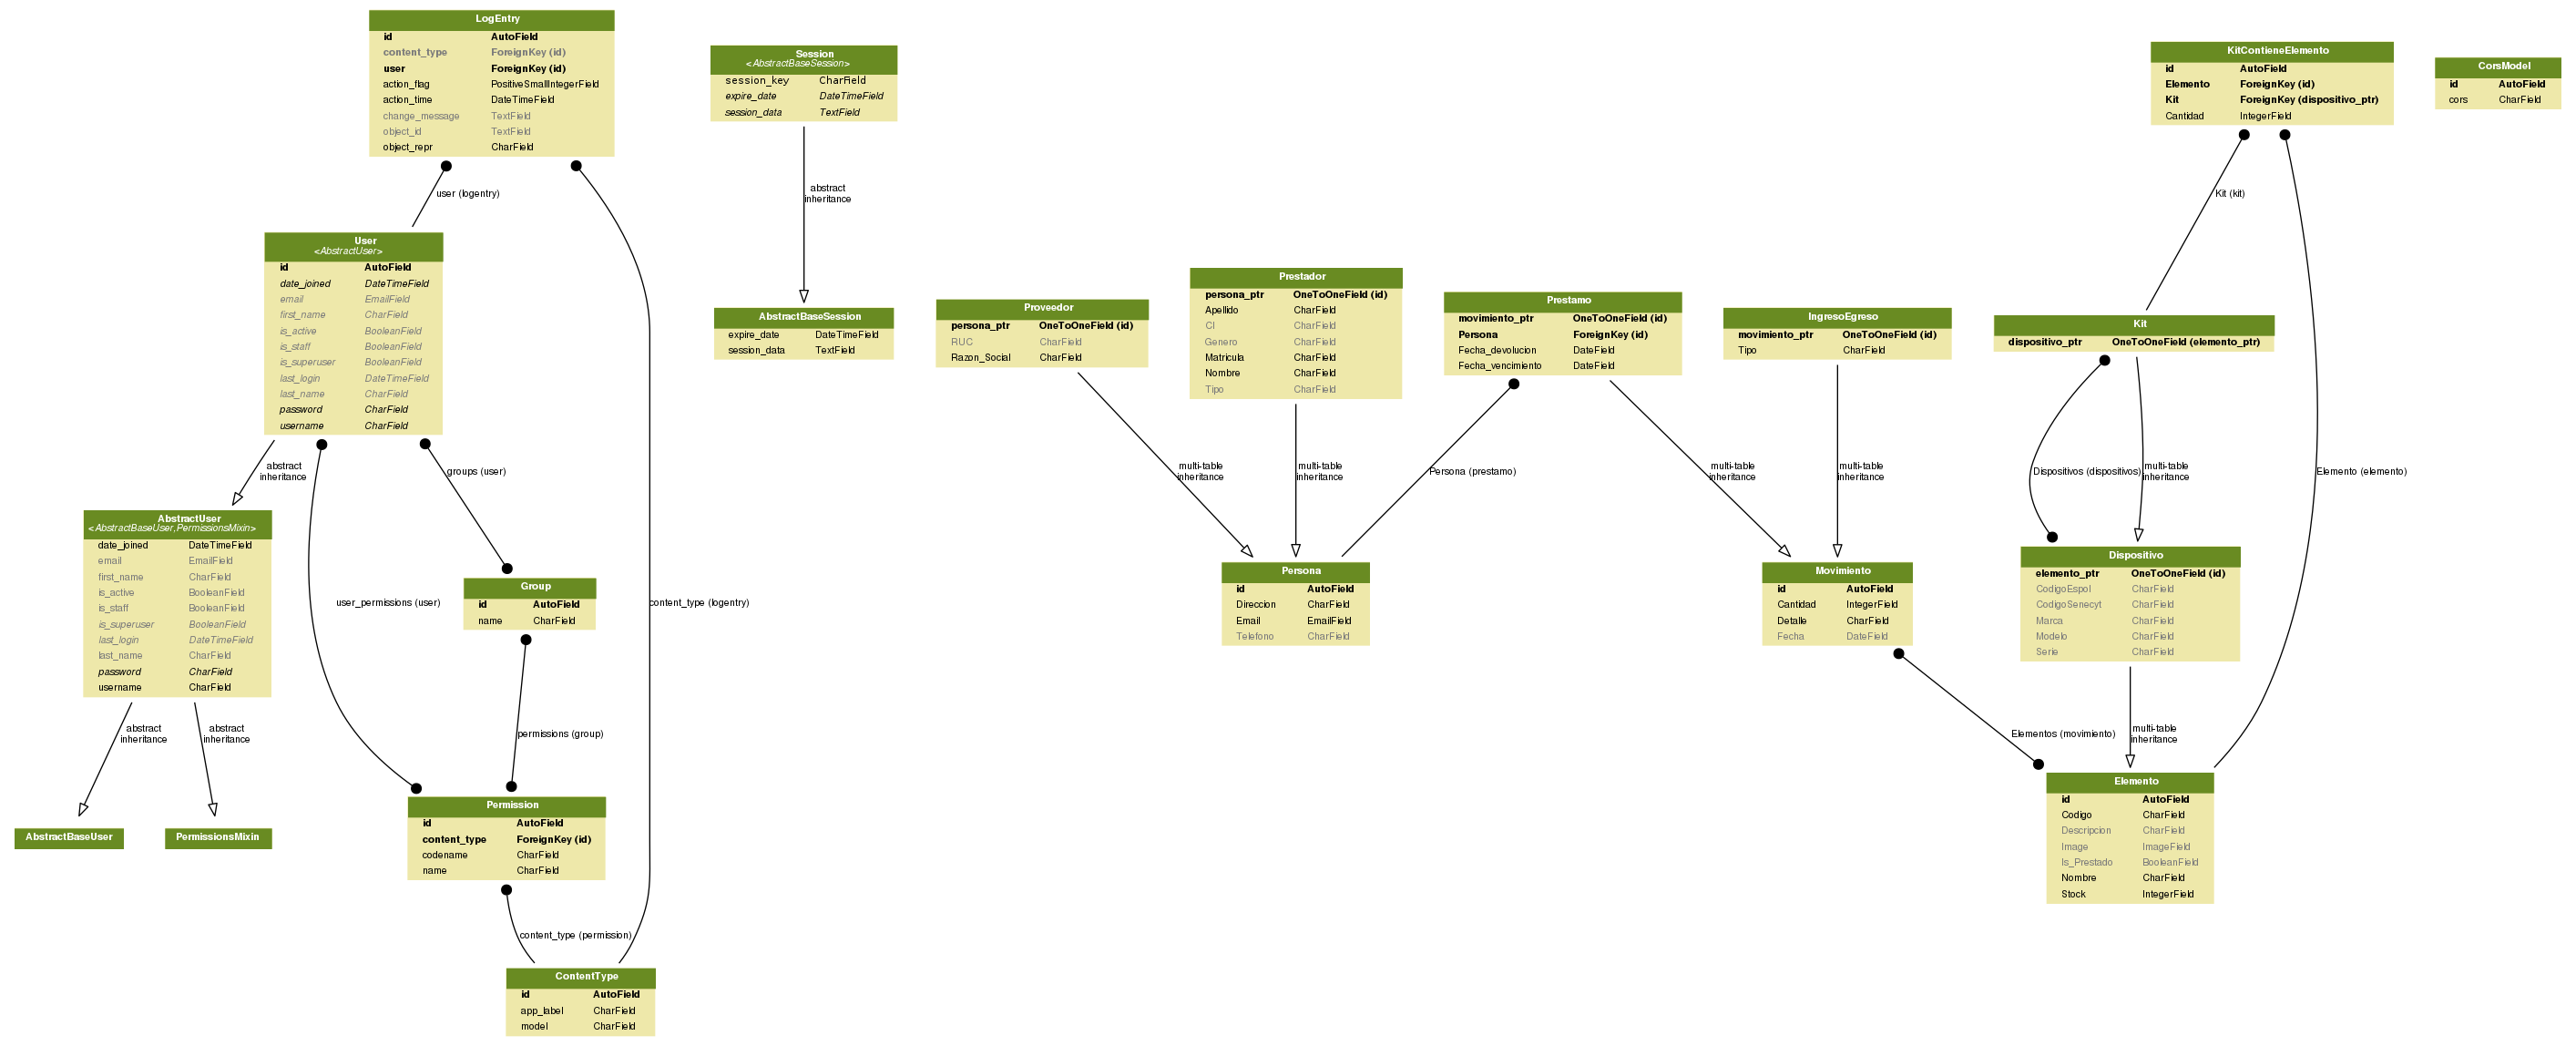 LogEntry
id AutoField
content_type ForeignKey (id)
user ForeignKey (id)
action_flag PositiveSmallIntegerField
action_time DateTimeField
change_message TextField
object_id TextField
object_repr CharField
user (logentry)
User
<AbstractUser>
id AutoField
date_joined DateTimeField
email EmailField
first_name CharField
is_active BooleanField
is_staff BooleanField
is_superuser BooleanField
last_login DateTimeField
last_name CharField
password CharField
username CharField
abstract
inheritance
groups (user)
AbstractUser
<AbstractBaseUser,PermissionsMixin>
date_joined DateTimeField
email EmailField
first_name CharField
is_active BooleanField
is_staff BooleanField
is_superuser BooleanField
last_login DateTimeField
last_name CharField
password CharField
username CharField
user_permissions (user)
Group
id AutoField
name CharField
content_type (logentry)
abstract
inheritance
abstract
inheritance
permissions (group)
AbstractBaseUser
PermissionsMixin
Permission
id AutoField
content_type ForeignKey (id)
codename CharField
name CharField
content_type (permission)
ContentType
id AutoField
app_label CharField
model CharField
Session
<AbstractBaseSession>
session_key CharField
expire_date DateTimeField
session_data TextField
abstract
inheritance
AbstractBaseSession
expire_date DateTimeField
session_data TextField
Proveedor
persona_ptr OneToOneField (id)
RUC CharField
Razon_Social CharField
multi-table
inheritance
Prestador
persona_ptr OneToOneField (id)
Apellido CharField
CI CharField
Genero CharField
Matricula CharField
Nombre CharField
Tipo CharField
multi-table
inheritance
Prestamo
movimiento_ptr OneToOneField (id)
Persona ForeignKey (id)
Fecha_devolucion DateField
Fecha_vencimiento DateField
Persona (prestamo)
multi-table
inheritance
IngresoEgreso
movimiento_ptr OneToOneField (id)
Tipo CharField
multi-table
inheritance
Persona
id AutoField
Direccion CharField
Email EmailField
Telefono CharField
Movimiento
id AutoField
Cantidad IntegerField
Detalle CharField
Fecha DateField
Elementos (movimiento)
KitContieneElemento
id AutoField
Elemento ForeignKey (id)
Kit ForeignKey (dispositivo_ptr)
Cantidad IntegerField
Kit (kit)
Kit
dispositivo_ptr OneToOneField (elemento_ptr)
Dispositivos (dispositivos)
multi-table
inheritance
Elemento (elemento)
Dispositivo
elemento_ptr OneToOneField (id)
CodigoEspol CharField
CodigoSenecyt CharField
Marca CharField
Modelo CharField
Serie CharField
multi-table
inheritance
Elemento
id AutoField
Codigo CharField
Descripcion CharField
Image ImageField
Is_Prestado BooleanField
Nombre CharField
Stock IntegerField
CorsModel
id AutoField
cors CharField